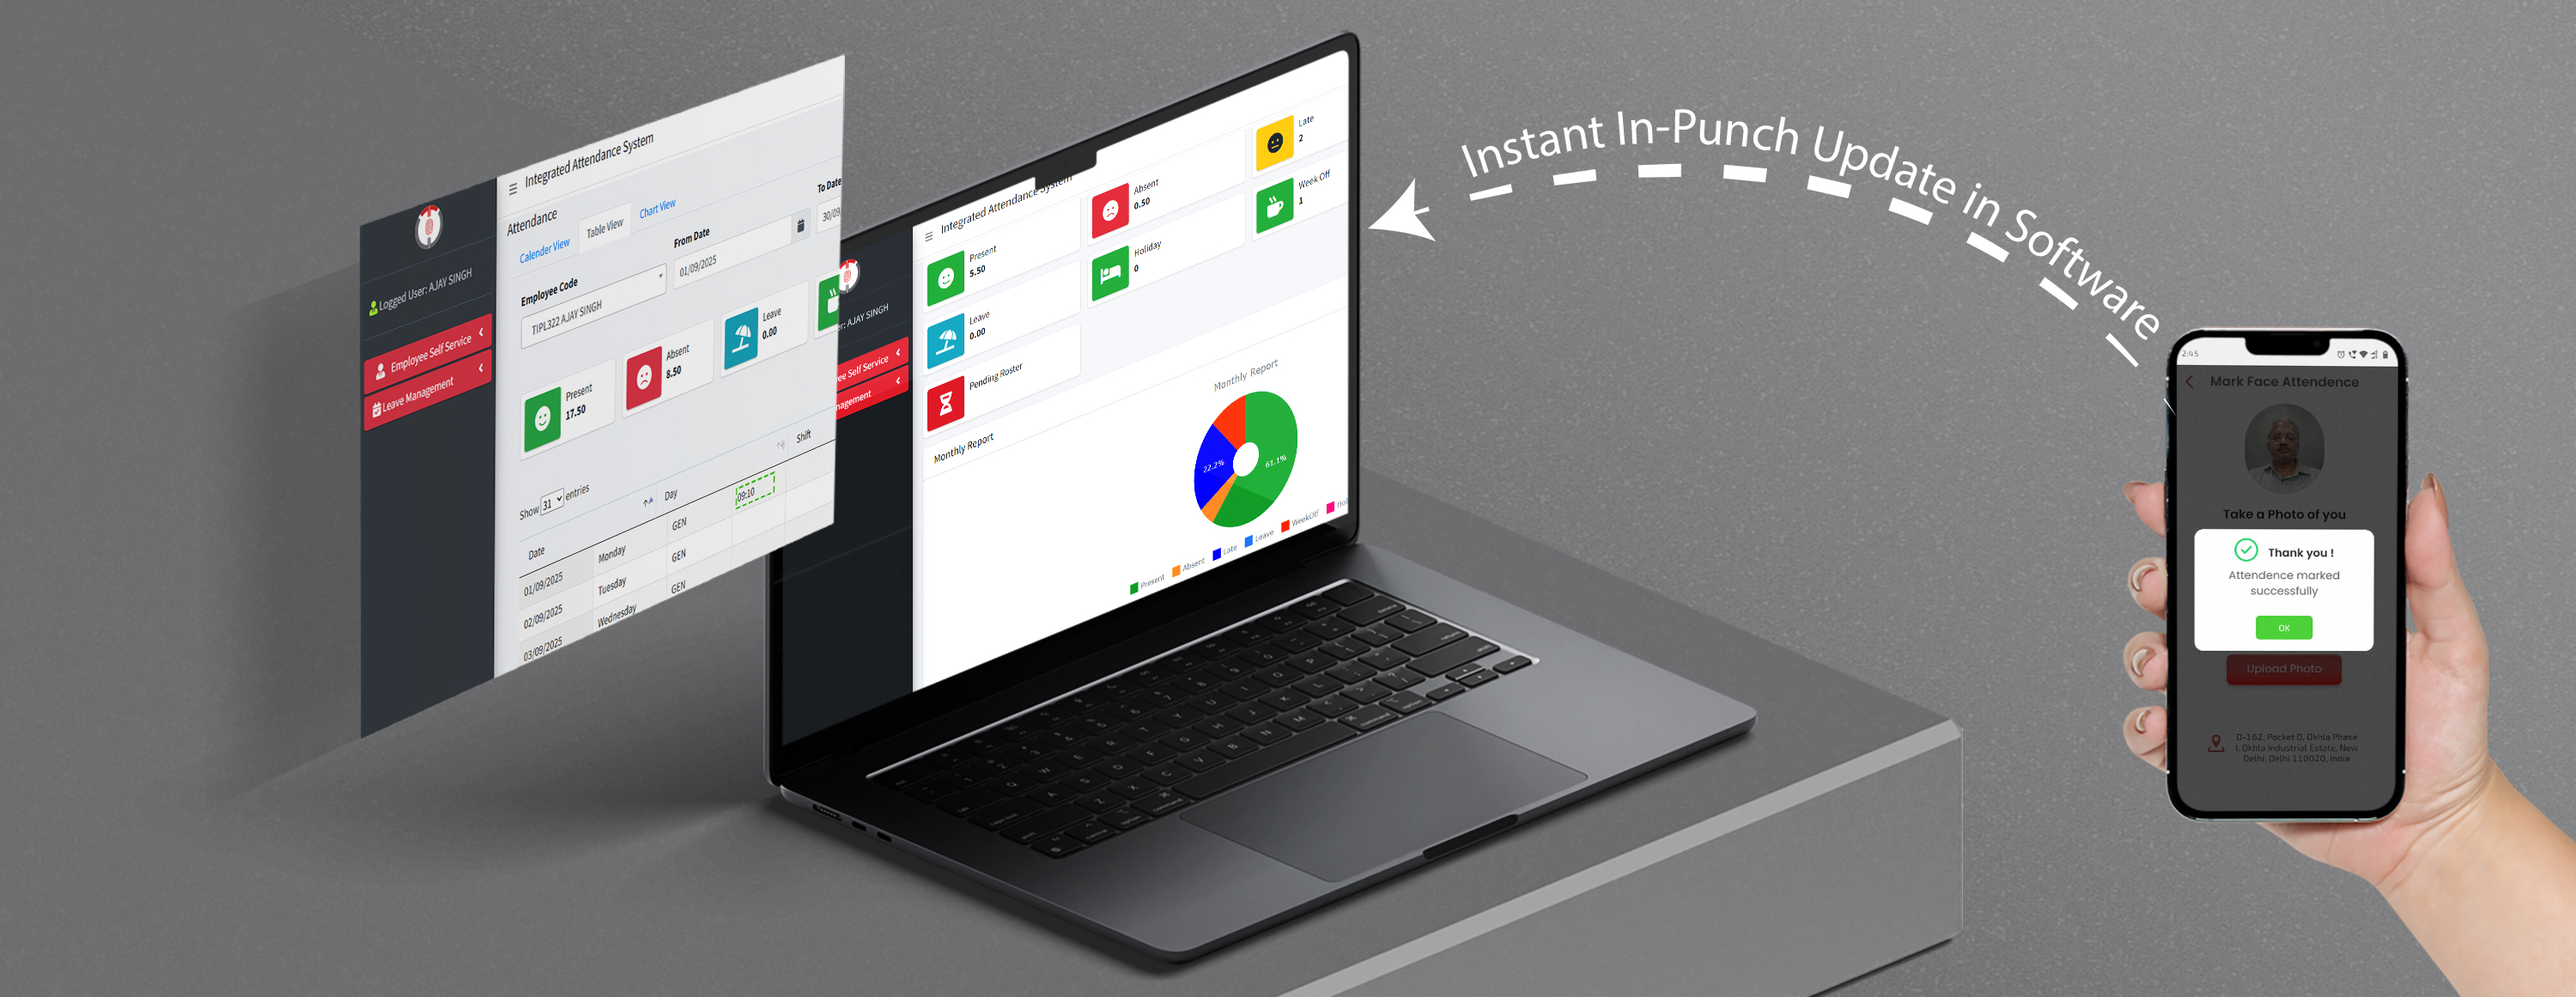 Integrated Attendance System
Attendance
Calender View
Table View
Chart View
To Date
30/09
From Date
01/09/2025
Employee Code
TIPL322 AJAY SINGH
Logged User: AJAY SINGH
Employee Self Service
Leave Management
Present
17.50
Absent
8.50
Leave
0.00
Show 31 entries
Shift
Date
Day
09:10
01/09/2025
Monday
GEN
02/09/2025
Tuesday
GEN
03/09/2025
Wednesday
GEN
Integrated Attendance System
r: AJAY SINGH
ee Self Service
nagement
Present
5.50
Absent
0.50
Late
2
Leave
0.00
Holiday
0
Week Off
1
Pending Roster
Monthly Report
Monthly Report
22.2%
61.1%
Present
Absent
Late
Leave
WeekOff
Hol
Instant In-Punch Update in Software
2:45
Mark Face Attendence
Take a Photo of you
Thank you !
Attendence marked
successfully
OK
Upload Photo
D-162, Pocket D, Okhla Phase
I, Okhla Industrial Estate, New
Delhi, Delhi 110020, India